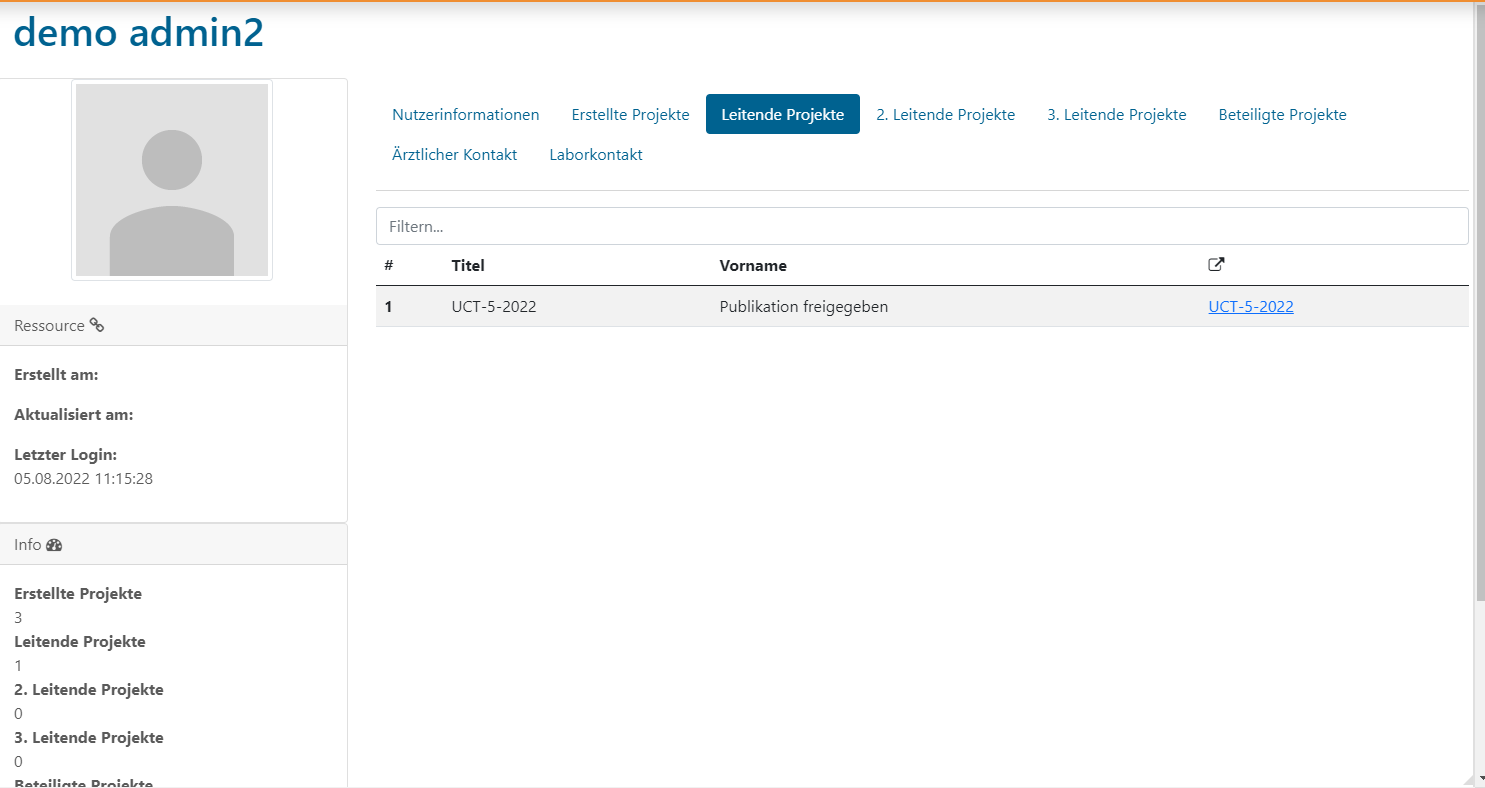 demo admin2
Nutzerinformationen Erstellte Projekte Leitende Projekte 2. Leitende Projekte 3. Leitende Projekte Beteiligte Projekte
Ärztlicher Kontakt Laborkontakt
Filtern...
# Titel Vorname
1 UCT-5-2022 Publikation freigegeben UCT-5-2022
Ressource
Erstellt am:
Aktualisiert am:
Letzter Login:
05.08.2022 11:15:28
Info
Erstellte Projekte
3
Leitende Projekte
1
2. Leitende Projekte
0
3. Leitende Projekte
0
Beteiligte Projekte